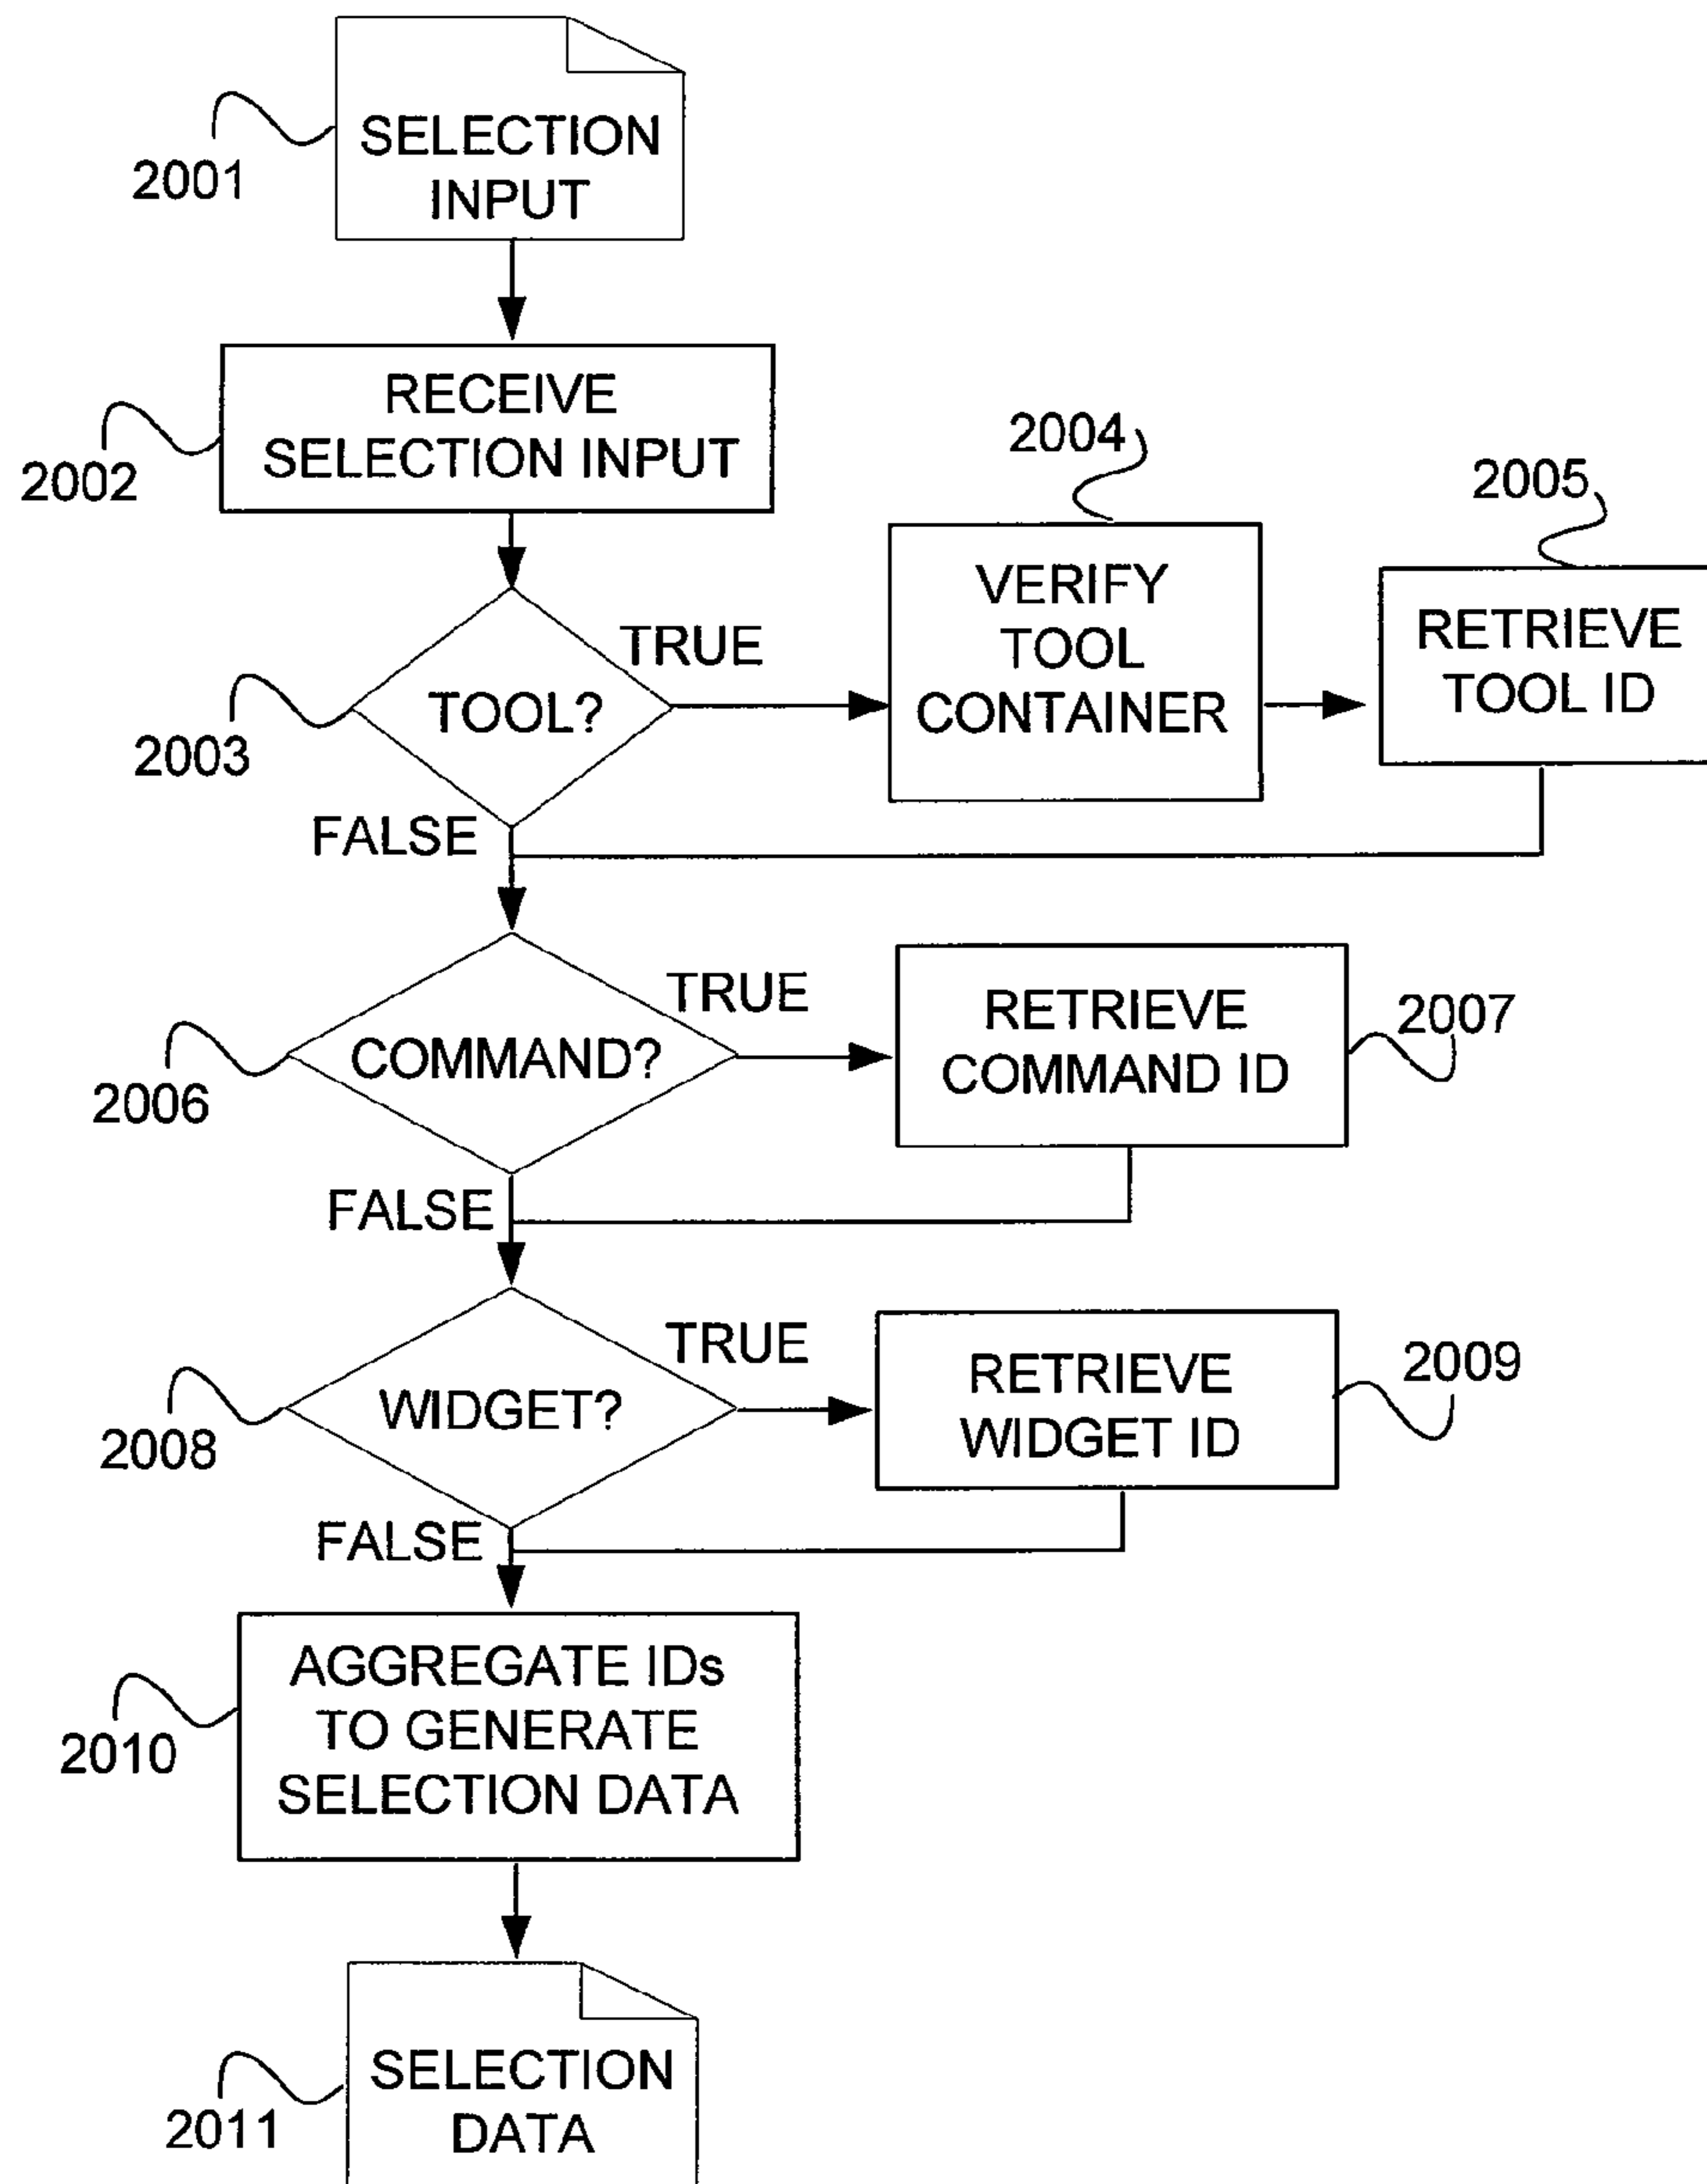 SELECTION
INPUT
2001
RECEIVE
SELECTION INPUT
2002
2004
2005
VERIFY
TOOL
CONTAINER
RETRIEVE
TOOL ID
TRUE
TOOL?
2003
FALSE
TRUE
COMMAND?
2006
RETRIEVE
COMMAND ID
2007
FALSE
TRUE
WIDGET?
2008
RETRIEVE
WIDGET ID
2009
FALSE
AGGREGATE IDs
TO GENERATE
SELECTION DATA
2010
SELECTION
DATA
2011